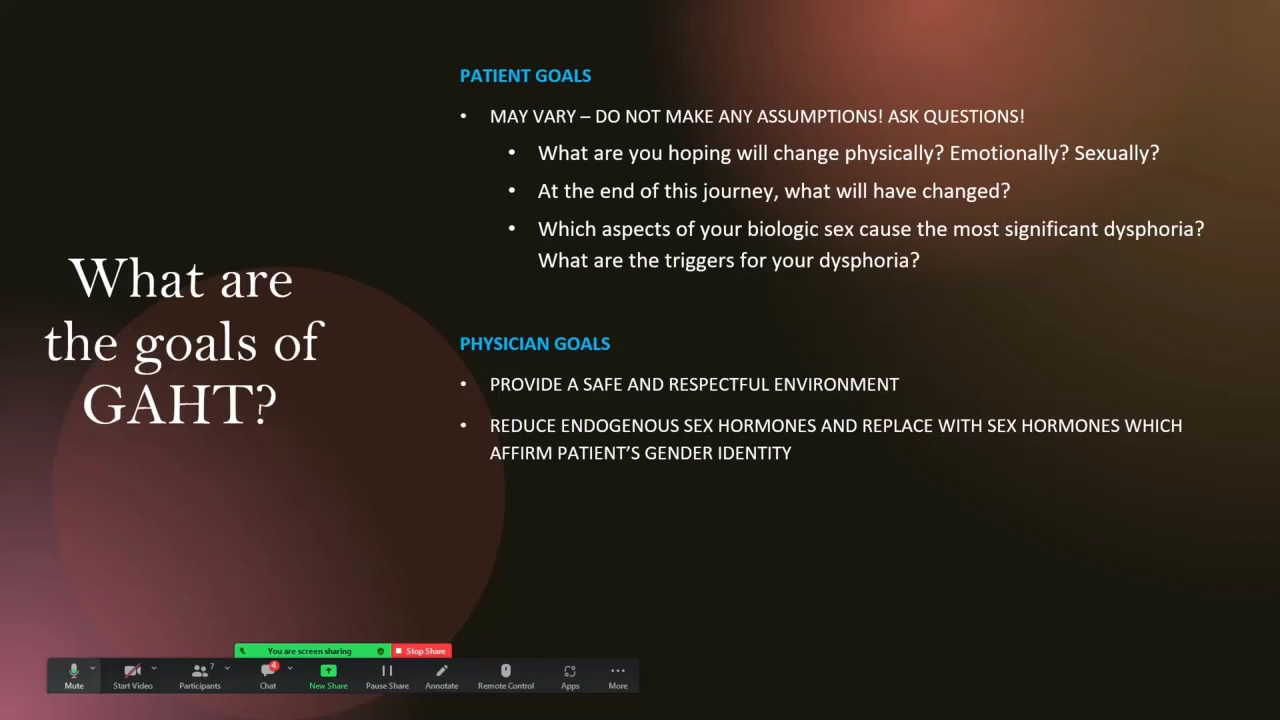 What are
the goals of
GAHT?
PATIENT GOALS
• MAY VARY – DO NOT MAKE ANY ASSUMPTIONS! ASK QUESTIONS!
• What are you hoping will change physically? Emotionally? Sexually?
• At the end of this journey, what will have changed?
• Which aspects of your biologic sex cause the most significant dysphoria?
What are the triggers for your dysphoria?
PHYSICIAN GOALS
• PROVIDE A SAFE AND RESPECTFUL ENVIRONMENT
• REDUCE ENDOGENOUS SEX HORMONES AND REPLACE WITH SEX HORMONES WHICH
AFFIRM PATIENT'S GENDER IDENTITY
You are screen sharing Stop Share
7 4
Mute Start Video Participants Chat New Share Pause Share Annotate Remote Control Apps More